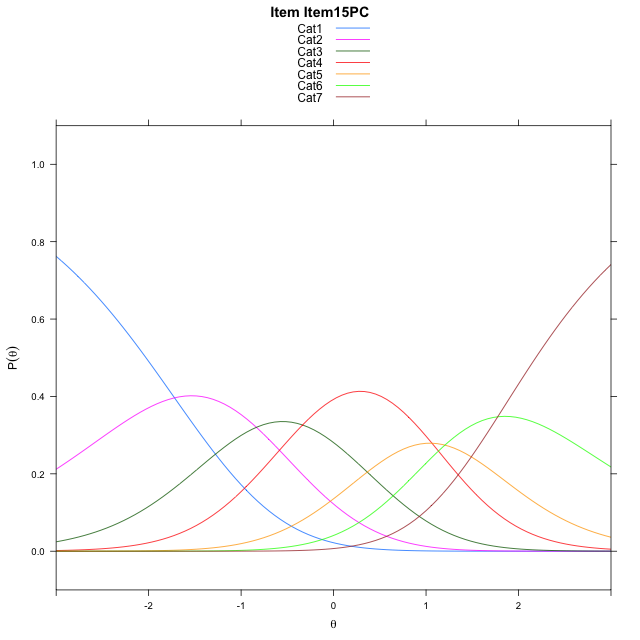 Item Item15PC
Cat1
Cat2
Cat3
Cat4
Cat5
Cat6
Cat7
1.0
0.8
0.6
0.4
0.2
0.0
P(θ)
-2 -1 0 1 2
θ